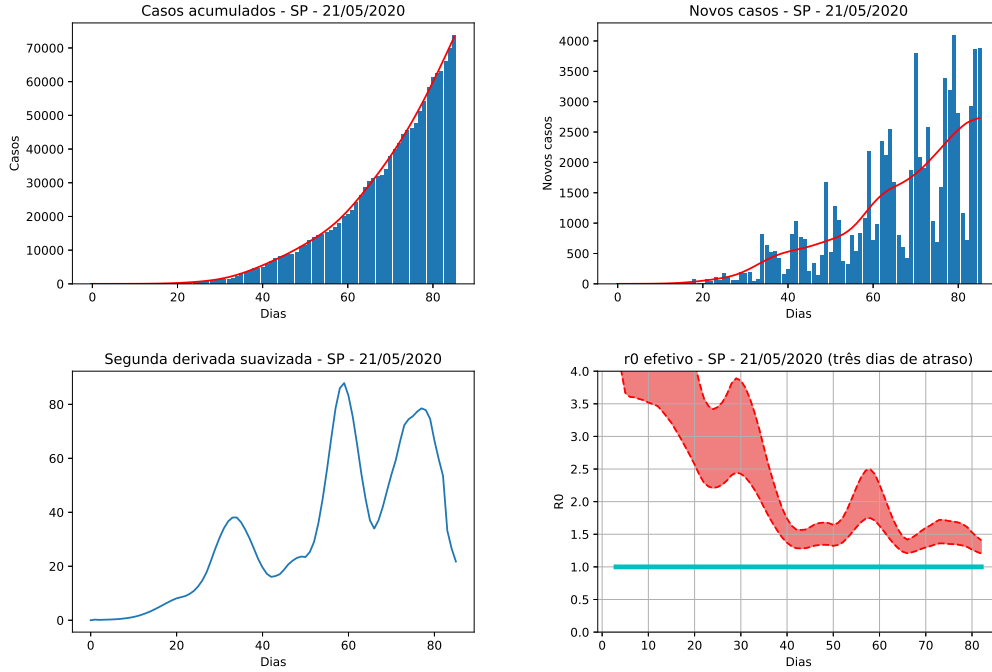 Casos acumulados - SP - 21/05/2020
70000
60000
50000
40000
30000
20000
10000
0
Casos
0 20 40 60 80
Dias
Novos casos - SP - 21/05/2020
4000
3500
3000
2500
2000
1500
1000
500
0
Novos casos
0 20 40 60 80
Dias
Segunda derivada suavizada - SP - 21/05/2020
80
60
40
20
0
0 20 40 60 80
Dias
r0 efetivo - SP - 21/05/2020 (três dias de atraso)
4.0
3.5
3.0
2.5
2.0
1.5
1.0
0.5
0.0
R0
0 10 20 30 40 50 60 70 80
Dias